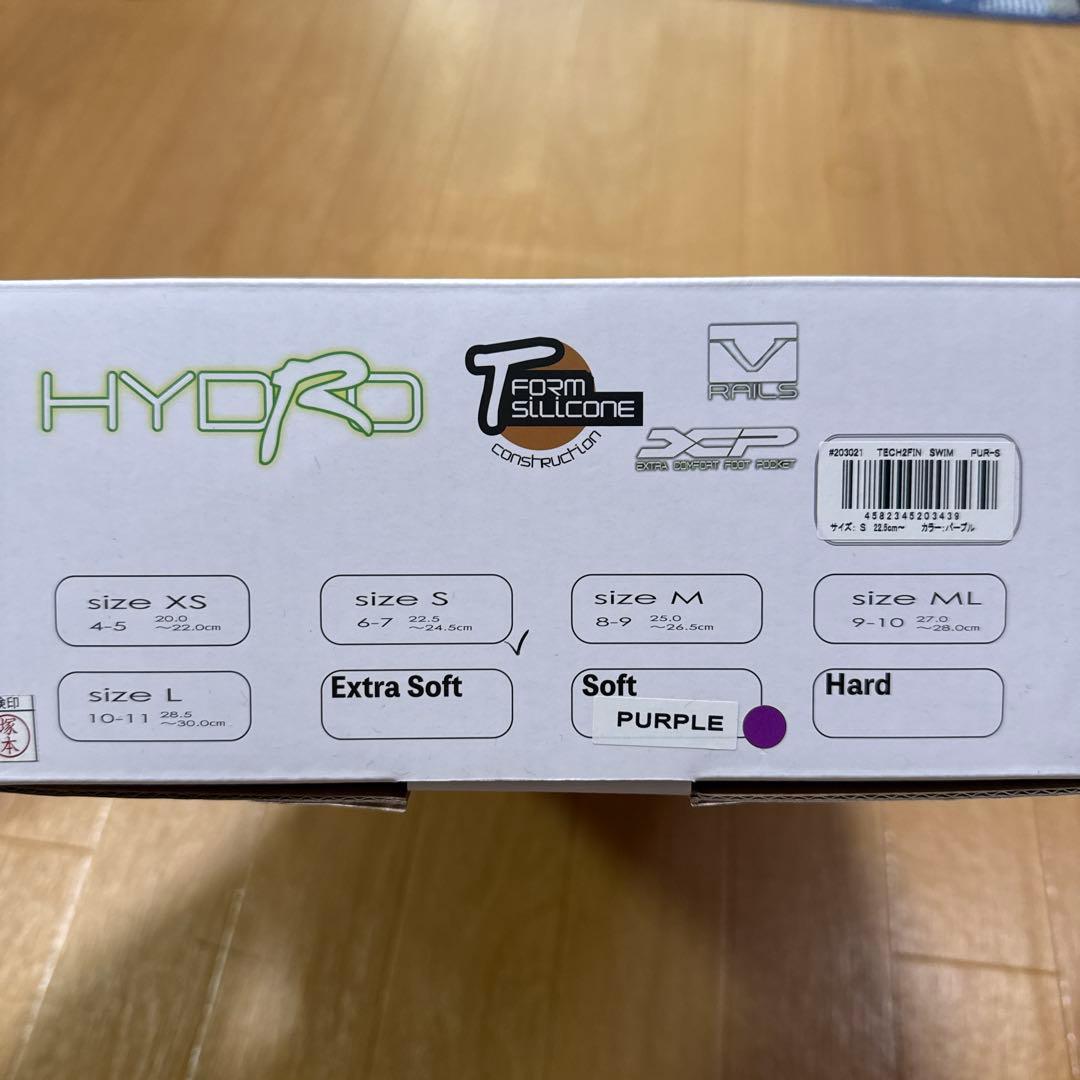 HYDRO
T FORM
SILICONE
construction
V
RAILS
XP
EXTRA COMFORT FOOT POCKET
#203021 TECH2FIN SWIM PUR-S
4582345203439
サイズ: S 22.5cm～ カラー:パープル
size XS
4-5 20.0
～22.0cm
size S
6-7 22.5
～24.5cm
size M
8-9 25.0
～26.5cm
size ML
9-10 27.0
～28.0cm
size L
10-11 28.5
～30.0cm
Extra Soft
Soft
PURPLE
Hard
検印
塚
本